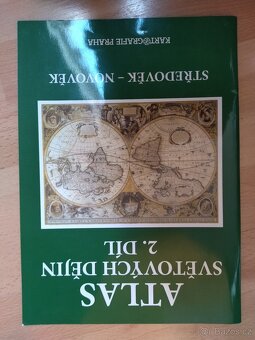 ATLAS
SVĚTOVÝCH DĚJIN
2. DÍL
STŘEDOVĚK – NOVOVĚK
KARTOGRAFIE PRAHA